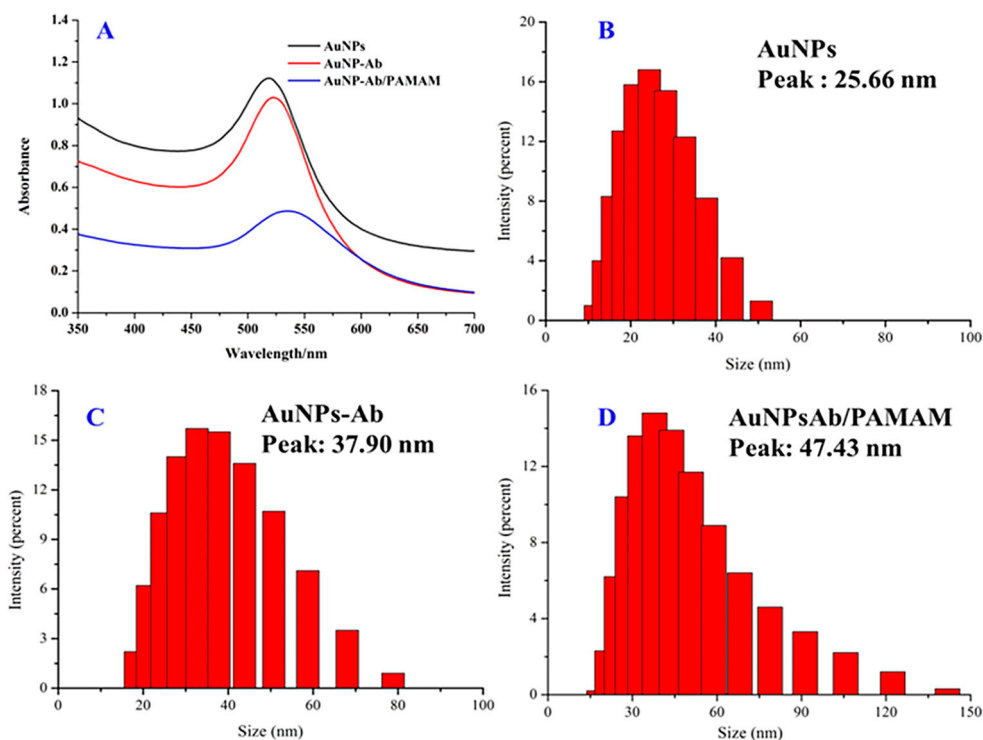 A
AuNPs
AuNP-Ab
AuNP-Ab/PAMAM
1.4
1.2
1.0
0.8
0.6
0.4
0.2
0.0
Absorbance
350 400 450 500 550 600 650 700
Wavelength/nm
B
AuNPs
Peak : 25.66 nm
20
16
12
8
4
0
Intensity (percent)
0 20 40 60 80 100
Size (nm)
C
AuNPs-Ab
Peak: 37.90 nm
18
15
12
9
6
3
0
Intensity (percent)
0 20 40 60 80 100
Size (nm)
D
AuNPsAb/PAMAM
Peak: 47.43 nm
16
12
8
4
0
Intensity (percent)
0 30 60 90 120 150
Size (nm)